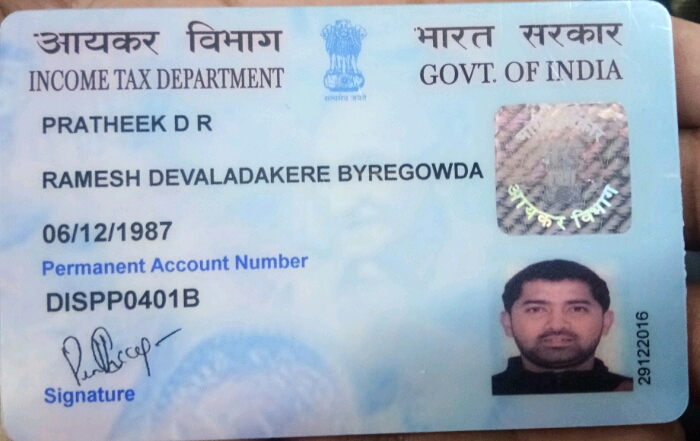 आयकर विभाग
INCOME TAX DEPARTMENT
भारत सरकार
GOVT. OF INDIA
सत्यमेव जयते
PRATHEEK D R
RAMESH DEVALADAKERE BYREGOWDA
06/12/1987
Permanent Account Number
DISPP0401B
Signature
आयकर विभाग
29122016